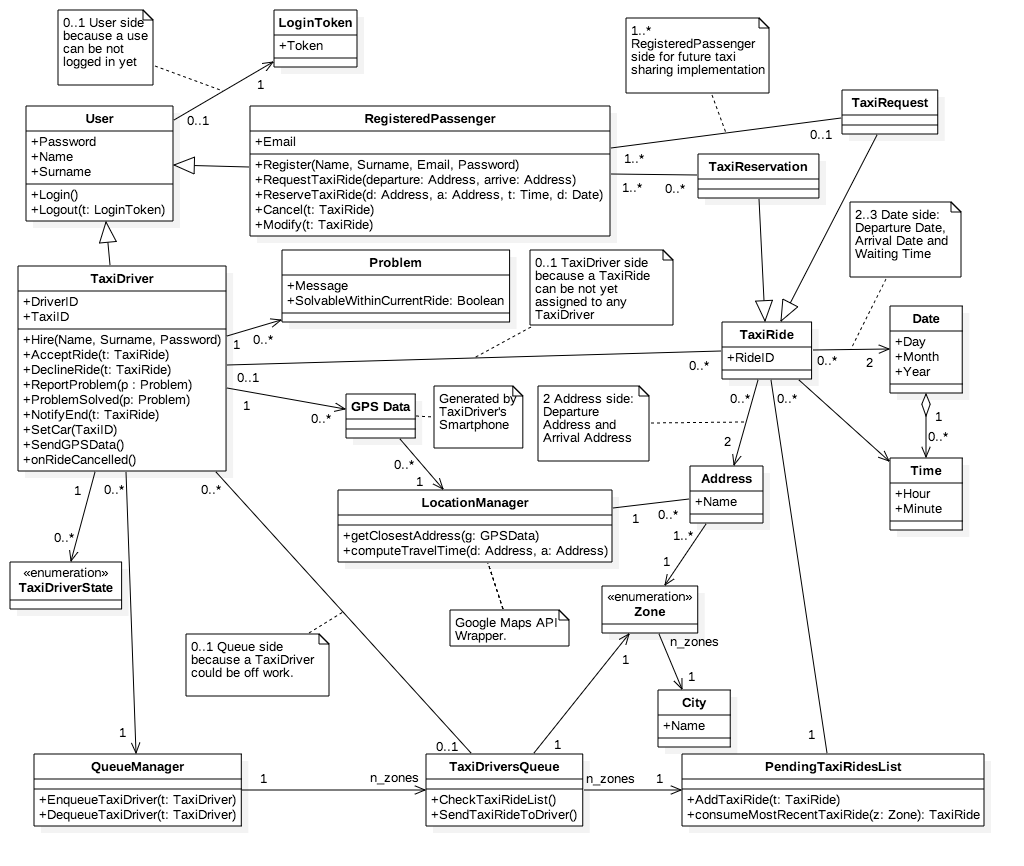 0..1 User side
because a use
can be not
logged in yet
LoginToken
+Token
1
0..1
1..*
RegisteredPassenger
side for future taxi
sharing implementation
TaxiRequest
User
+Password
+Name
+Surname
+Login()
+Logout(t: LoginToken)
RegisteredPassenger
+Email
+Register(Name, Surname, Email, Password)
+RequestTaxiRide(departure: Address, arrive: Address)
+ReserveTaxiRide(d: Address, a: Address, t: Time, d: Date)
+Cancel(t: TaxiRide)
+Modify(t: TaxiRide)
1..*
0..1
TaxiReservation
1..*
0..*
2..3 Date side:
Departure Date,
Arrival Date and
Waiting Time
TaxiDriver
+DriverID
+TaxiID
+Hire(Name, Surname, Password)
+AcceptRide(t: TaxiRide)
+DeclineRide(t: TaxiRide)
+ReportProblem(p : Problem)
+ProblemSolved(p: Problem)
+NotifyEnd(t: TaxiRide)
+SetCar(TaxiID)
+SendGPSData()
+onRideCancelled()
Problem
+Message
+SolvableWithinCurrentRide: Boolean
1
0..*
0..1 TaxiDriver side
because a TaxiRide
can be not yet
assigned to any
TaxiDriver
TaxiRide
+RideID
0..*
0..1
0..*
2
Date
+Day
+Month
+Year
1
0..*
Time
+Hour
+Minute
1
0..*
GPS Data
Generated by
TaxiDriver's
Smartphone
2 Address side:
Departure
Address and
Arrival Address
0..*
0..*
2
0..*
1
LocationManager
+getClosestAddress(g: GPSData)
+computeTravelTime(d: Address, a: Address)
1
0..*
Address
+Name
1..*
1
1
0..*
0..*
0..*
«enumeration»
TaxiDriverState
Google Maps API
Wrapper.
«enumeration»
Zone
n_zones
1
City
+Name
0..1 Queue side
because a TaxiDriver
could be off work.
1
0..1
1
1
1
QueueManager
+EnqueueTaxiDriver(t: TaxiDriver)
+DequeueTaxiDriver(t: TaxiDriver)
1
n_zones
TaxiDriversQueue
+CheckTaxiRideList()
+SendTaxiRideToDriver()
n_zones
1
PendingTaxiRidesList
+AddTaxiRide(t: TaxiRide)
+consumeMostRecentTaxiRide(z: Zone): TaxiRide